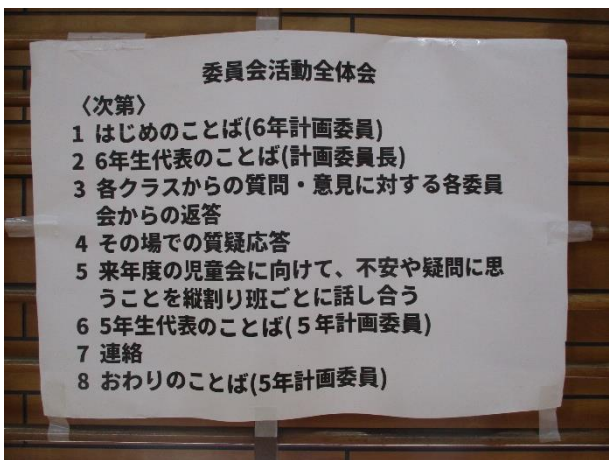 委員会活動全体会
〈次第〉
1 はじめのことば(6年計画委員)
2 6年生代表のことば(計画委員長)
3 各クラスからの質問・意見に対する各委員
会からの返答
4 その場での質疑応答
5 来年度の児童会に向けて、不安や疑問に思
うことを縦割り班ごとに話し合う
6 5年生代表のことば(５年計画委員)
7 連絡
8 おわりのことば(5年計画委員)